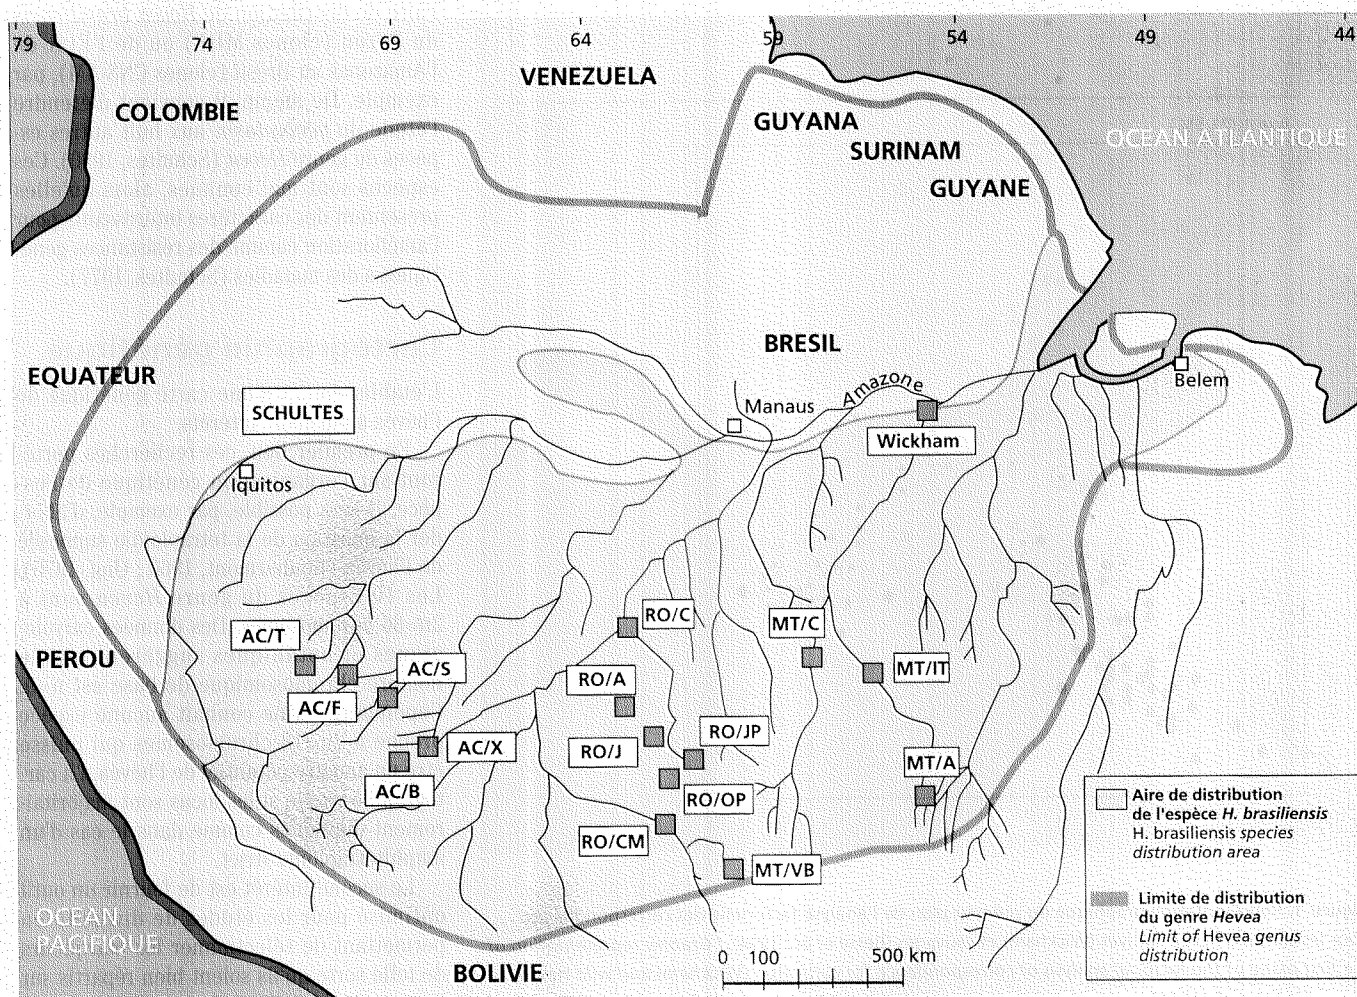 79 74 69 64 59 54 49 44
VENEZUELA
COLOMBIE
GUYANA
OCEAN ATLANTIQUE
SURINAM
GUYANE
BRESIL
EQUATEUR
Belem
Amazone
SCHULTES
Manaus
Wickham
Iquitos
RO/C
MT/C
AC/T
PEROU
AC/S
MT/IT
RO/A
AC/F
RO/JP
RO/J
AC/X
MT/A
AC/B
RO/OP
RO/CM
MT/VB
Aire de distribution
de l'espèce H. brasiliensis
H. brasiliensis species
distribution area
Limite de distribution
du genre Hevea
Limit of Hevea genus
distribution
OCEAN
PACIFIQUE
BOLIVIE
0 100 500 km